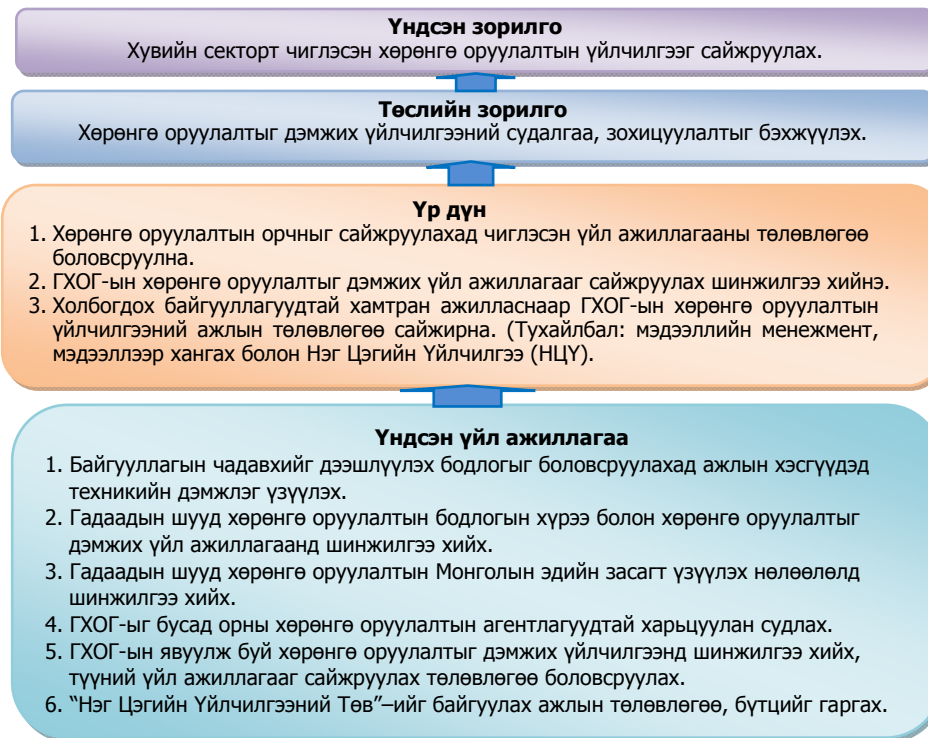 Үндсэн зорилго
Хувийн секторт чиглэсэн хөрөнгө оруулалтын үйлчилгээг сайжруулах.
Төслийн зорилго
Хөрөнгө оруулалтыг дэмжих үйлчилгээний судалгаа, зохицуулалтыг бэхжүүлэх.
Үр дүн
1. Хөрөнгө оруулалтын орчныг сайжруулахад чиглэсэн үйл ажиллагааны төлөвлөгөө
боловсруулна.
2. ГХОГ-ын хөрөнгө оруулалтыг дэмжих үйл ажиллагааг сайжруулах шинжилгээ хийнэ.
3. Холбогдох байгууллагуудтай хамтран ажилласнаар ГХОГ-ын хөрөнгө оруулалтын
үйлчилгээний ажлын төлөвлөгөө сайжирна. (Тухайлбал: мэдээллийн менежмент,
мэдээллээр хангах болон Нэг Цэгийн Үйлчилгээ (НЦҮ).
Үндсэн үйл ажиллагаа
1. Байгууллагын чадавхийг дээшлүүлэх бодлогыг боловсруулахад ажлын хэсгүүдэд
техникийн дэмжлэг үзүүлэх.
2. Гадаадын шууд хөрөнгө оруулалтын бодлогын хүрээ болон хөрөнгө оруулалтыг
дэмжих үйл ажиллагаанд шинжилгээ хийх.
3. Гадаадын шууд хөрөнгө оруулалтын Монголын эдийн засагт үзүүлэх нөлөөлөлд
шинжилгээ хийх.
4. ГХОГ-ыг бусад орны хөрөнгө оруулалтын агентлагуудтай харьцуулан судлах.
5. ГХОГ-ын явуулж буй хөрөнгө оруулалтыг дэмжих үйлчилгээнд шинжилгээ хийх,
түүний үйл ажиллагааг сайжруулах төлөвлөгөө боловсруулах.
6. “Нэг Цэгийн Үйлчилгээний Төв”–ийг байгуулах ажлын төлөвлөгөө, бүтцийг гаргах.